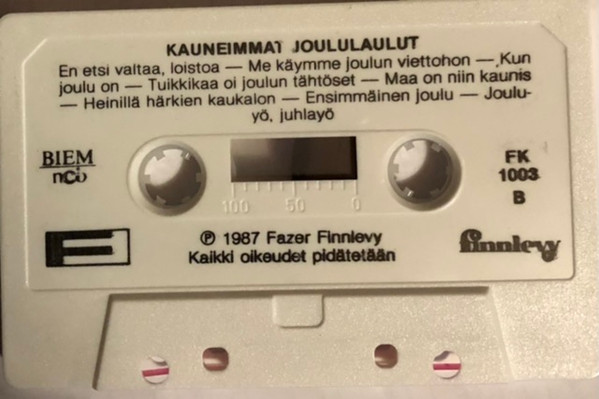 KAUNEIMMAT JOULULAULUT
En etsi valtaa, loistoa — Me käymme joulun viettohon — Kun
joulu on — Tuikkikaa oi joulun tähtöset — Maa on niin kaunis
— Heinillä härkien kaukalon — Ensimmäinen joulu — Joulu-
yö, juhlayö
BIEM
ncb
FK
1003
B
100 50 0
F
℗ 1987 Fazer Finnlevy
Kaikki oikeudet pidätetään
finnlevy